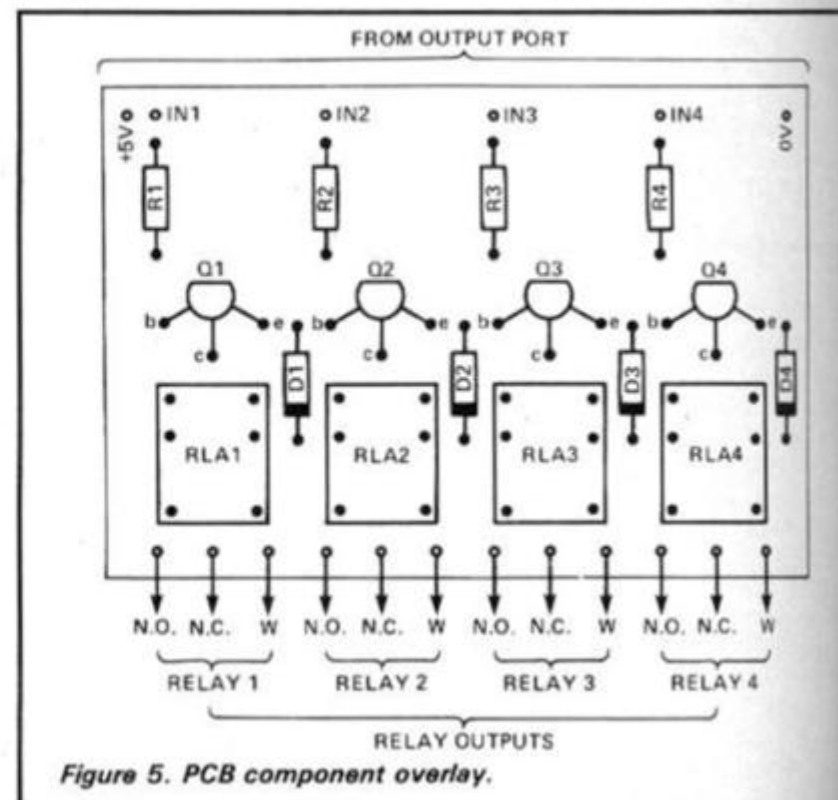 FROM OUTPUT PORT
+5V IN1 IN2 IN3 IN4 0V
R1 R2 R3 R4
Q1 Q2 Q3 Q4
b e b e b e b e
c c c c
D1 D2 D3 D4
RLA1 RLA2 RLA3 RLA4
N.O. N.C. W N.O. N.C. W N.O. N.C. W N.O. N.C. W
RELAY 1 RELAY 2 RELAY 3 RELAY 4
RELAY OUTPUTS
Figure 5. PCB component overlay.